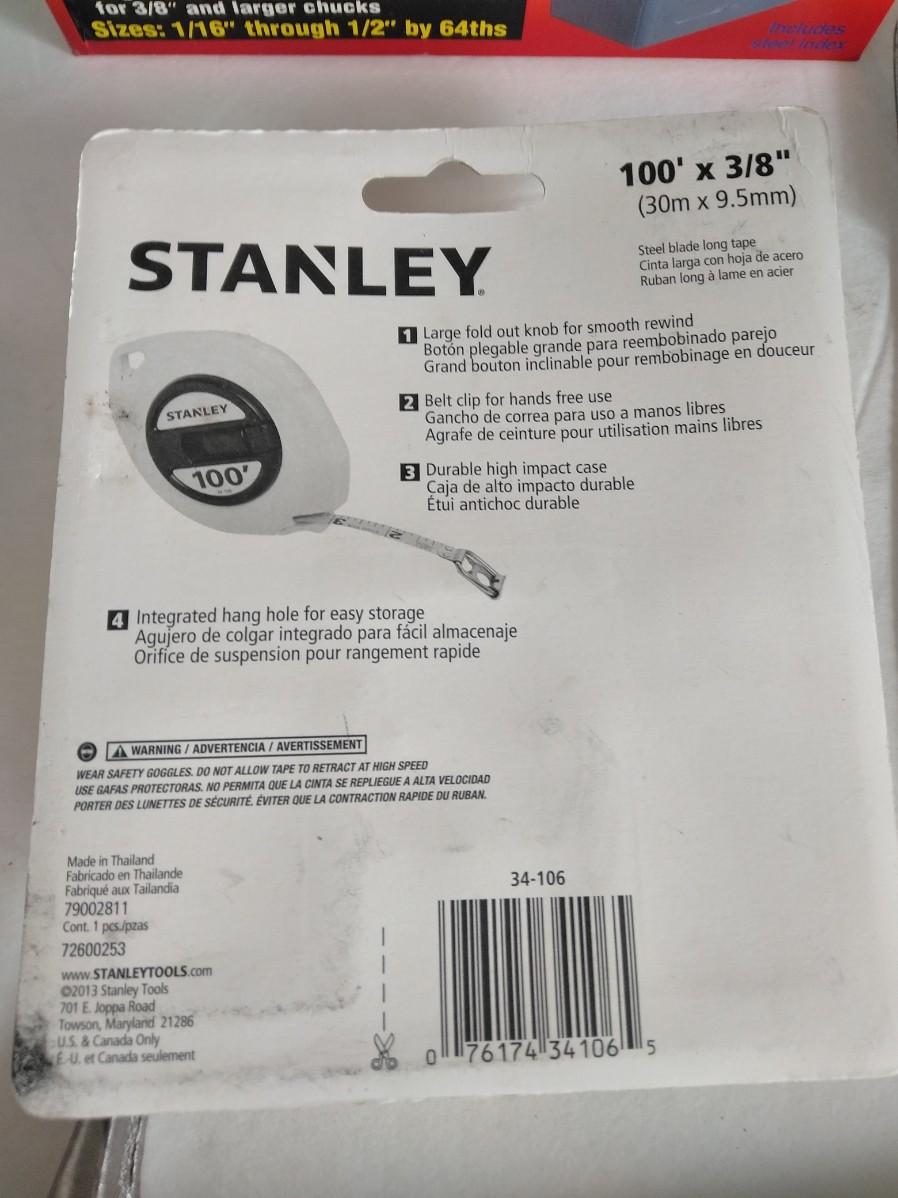 for 3/8" and larger chucks
Sizes: 1/16" through 1/2" by 64ths
Includes
steel index
100' x 3/8"
(30m x 9.5mm)
STANLEY
Steel blade long tape
Cinta larga con hoja de acero
Ruban long à lame en acier
1 Large fold out knob for smooth rewind
Botón plegable grande para reembobinado parejo
Grand bouton inclinable pour rembobinage en douceur
2 Belt clip for hands free use
Gancho de correa para uso a manos libres
Agrafe de ceinture pour utilisation mains libres
3 Durable high impact case
Caja de alto impacto durable
Étui antichoc durable
STANLEY
100'
3
2
4 Integrated hang hole for easy storage
Agujero de colgar integrado para fácil almacenaje
Orifice de suspension pour rangement rapide
WARNING / ADVERTENCIA / AVERTISSEMENT
WEAR SAFETY GOGGLES. DO NOT ALLOW TAPE TO RETRACT AT HIGH SPEED
USE GAFAS PROTECTORAS. NO PERMITA QUE LA CINTA SE REPLIEGUE A ALTA VELOCIDAD
PORTER DES LUNETTES DE SÉCURITÉ. ÉVITER QUE LA CONTRACTION RAPIDE DU RUBAN.
Made in Thailand
Fabricado en Thailande
Fabriqué aux Tailandia
79002811
Cont. 1 pcs./pzas
72600253
www.STANLEYTOOLS.com
©2013 Stanley Tools
701 E. Joppa Road
Towson, Maryland 21286
U.S. & Canada Only
É.-U. et Canada seulement
34-106
0 76174 34106 5